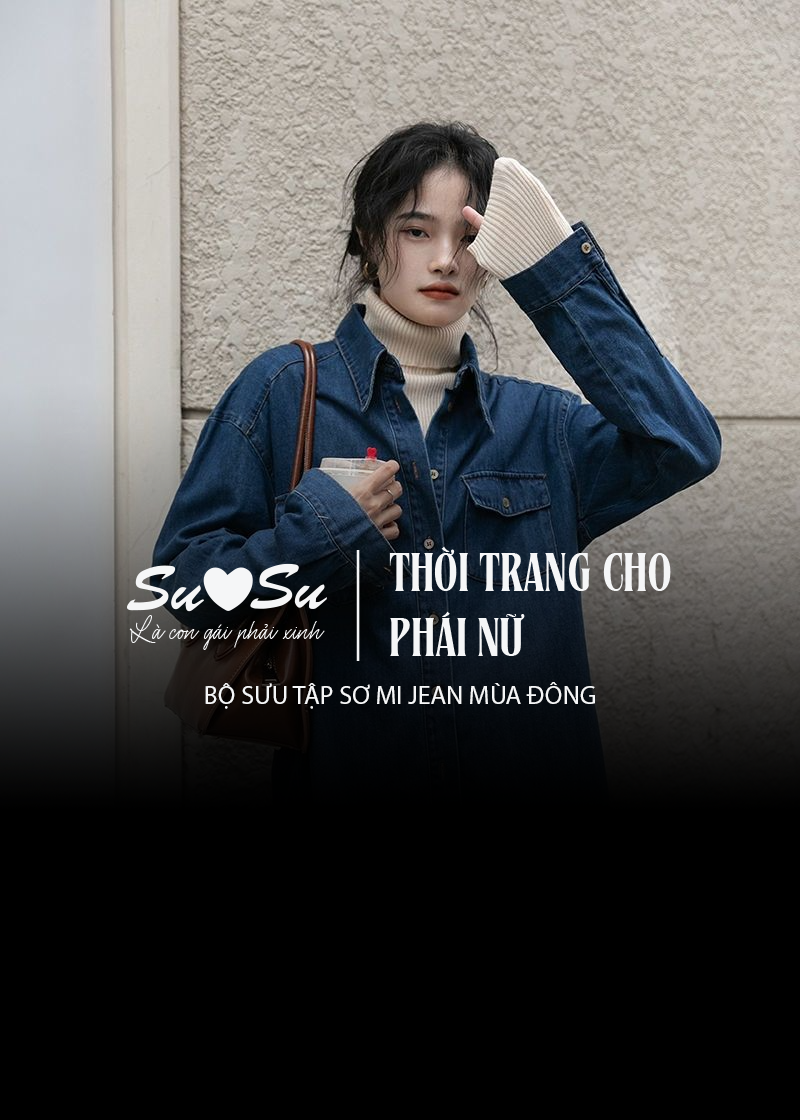 Su♥Su
Là con gái phải xinh
THỜI TRANG CHO
PHÁI NỮ
BỘ SƯU TẬP SƠ MI JEAN MÙA ĐÔNG